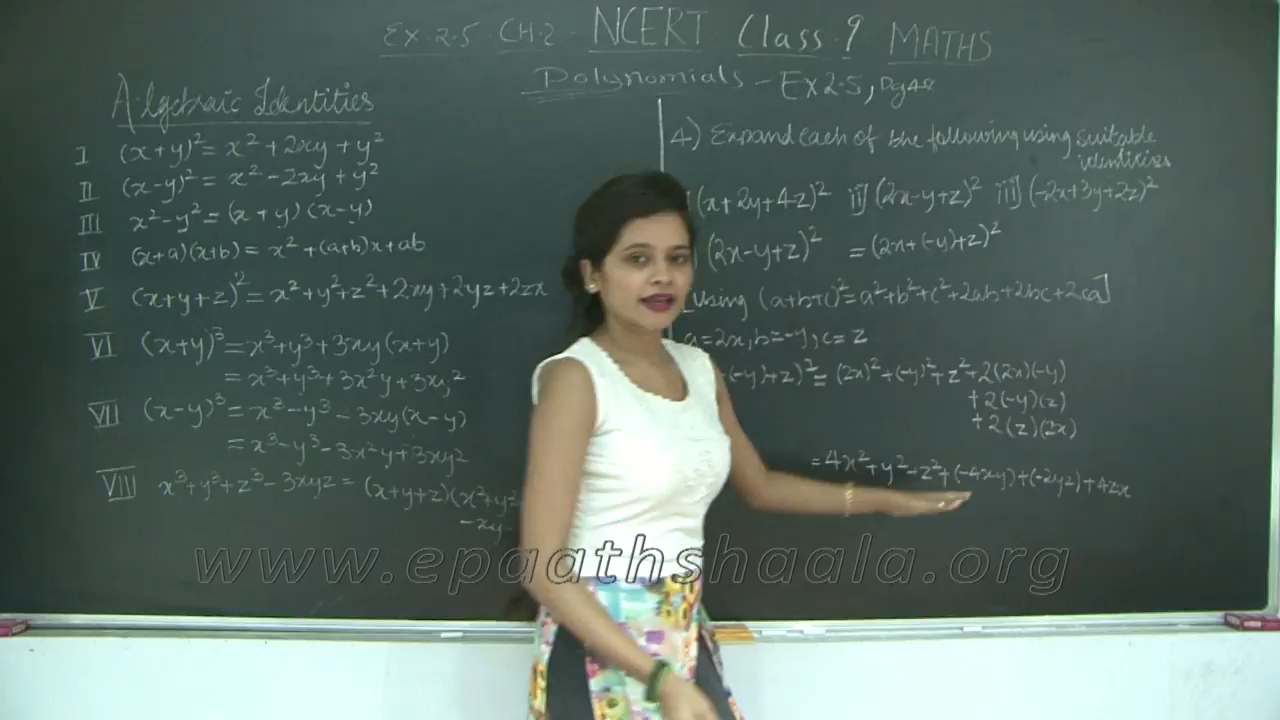 Ex.2.5. CH.2 - NCERT Class.9 MATHS
Polynomials - Ex 2.5, Pg 48
Algebraic Identities
I (x+y)² = x² + 2xy + y²
II (x-y)² = x² - 2xy + y²
III x²-y² = (x+y)(x-y)
IV (x+a)(x+b) = x² + (a+b)x + ab
V (x+y+z)² = x²+y²+z²+2xy+2yz+2zx
VI (x+y)³ = x³+y³+3xy(x+y)
= x³+y³+3x²y+3xy²
VII (x-y)³ = x³-y³-3xy(x-y)
= x³-y³-3x²y+3xy²
VIII x³+y³+z³-3xyz = (x+y+z)(x²+y²
-xy-
4) Expand each of the following using suitable
identities
(x+2y+4z)² ii) (2x-y+z)² iii) (-2x+3y+2z)²
(2x-y+z)² = (2x+(-y)+z)²
[using (a+b+c)²=a²+b²+c²+2ab+2bc+2ca]
a=2x, b=-y, c=z
(-y)+z)² = (2x)²+(-y)²+z²+2(2x)(-y)
+2(-y)(z)
+2(z)(2x)
=4x²+y²+z²+(-4xy)+(-2yz)+4zx
www.epaathshaala.org